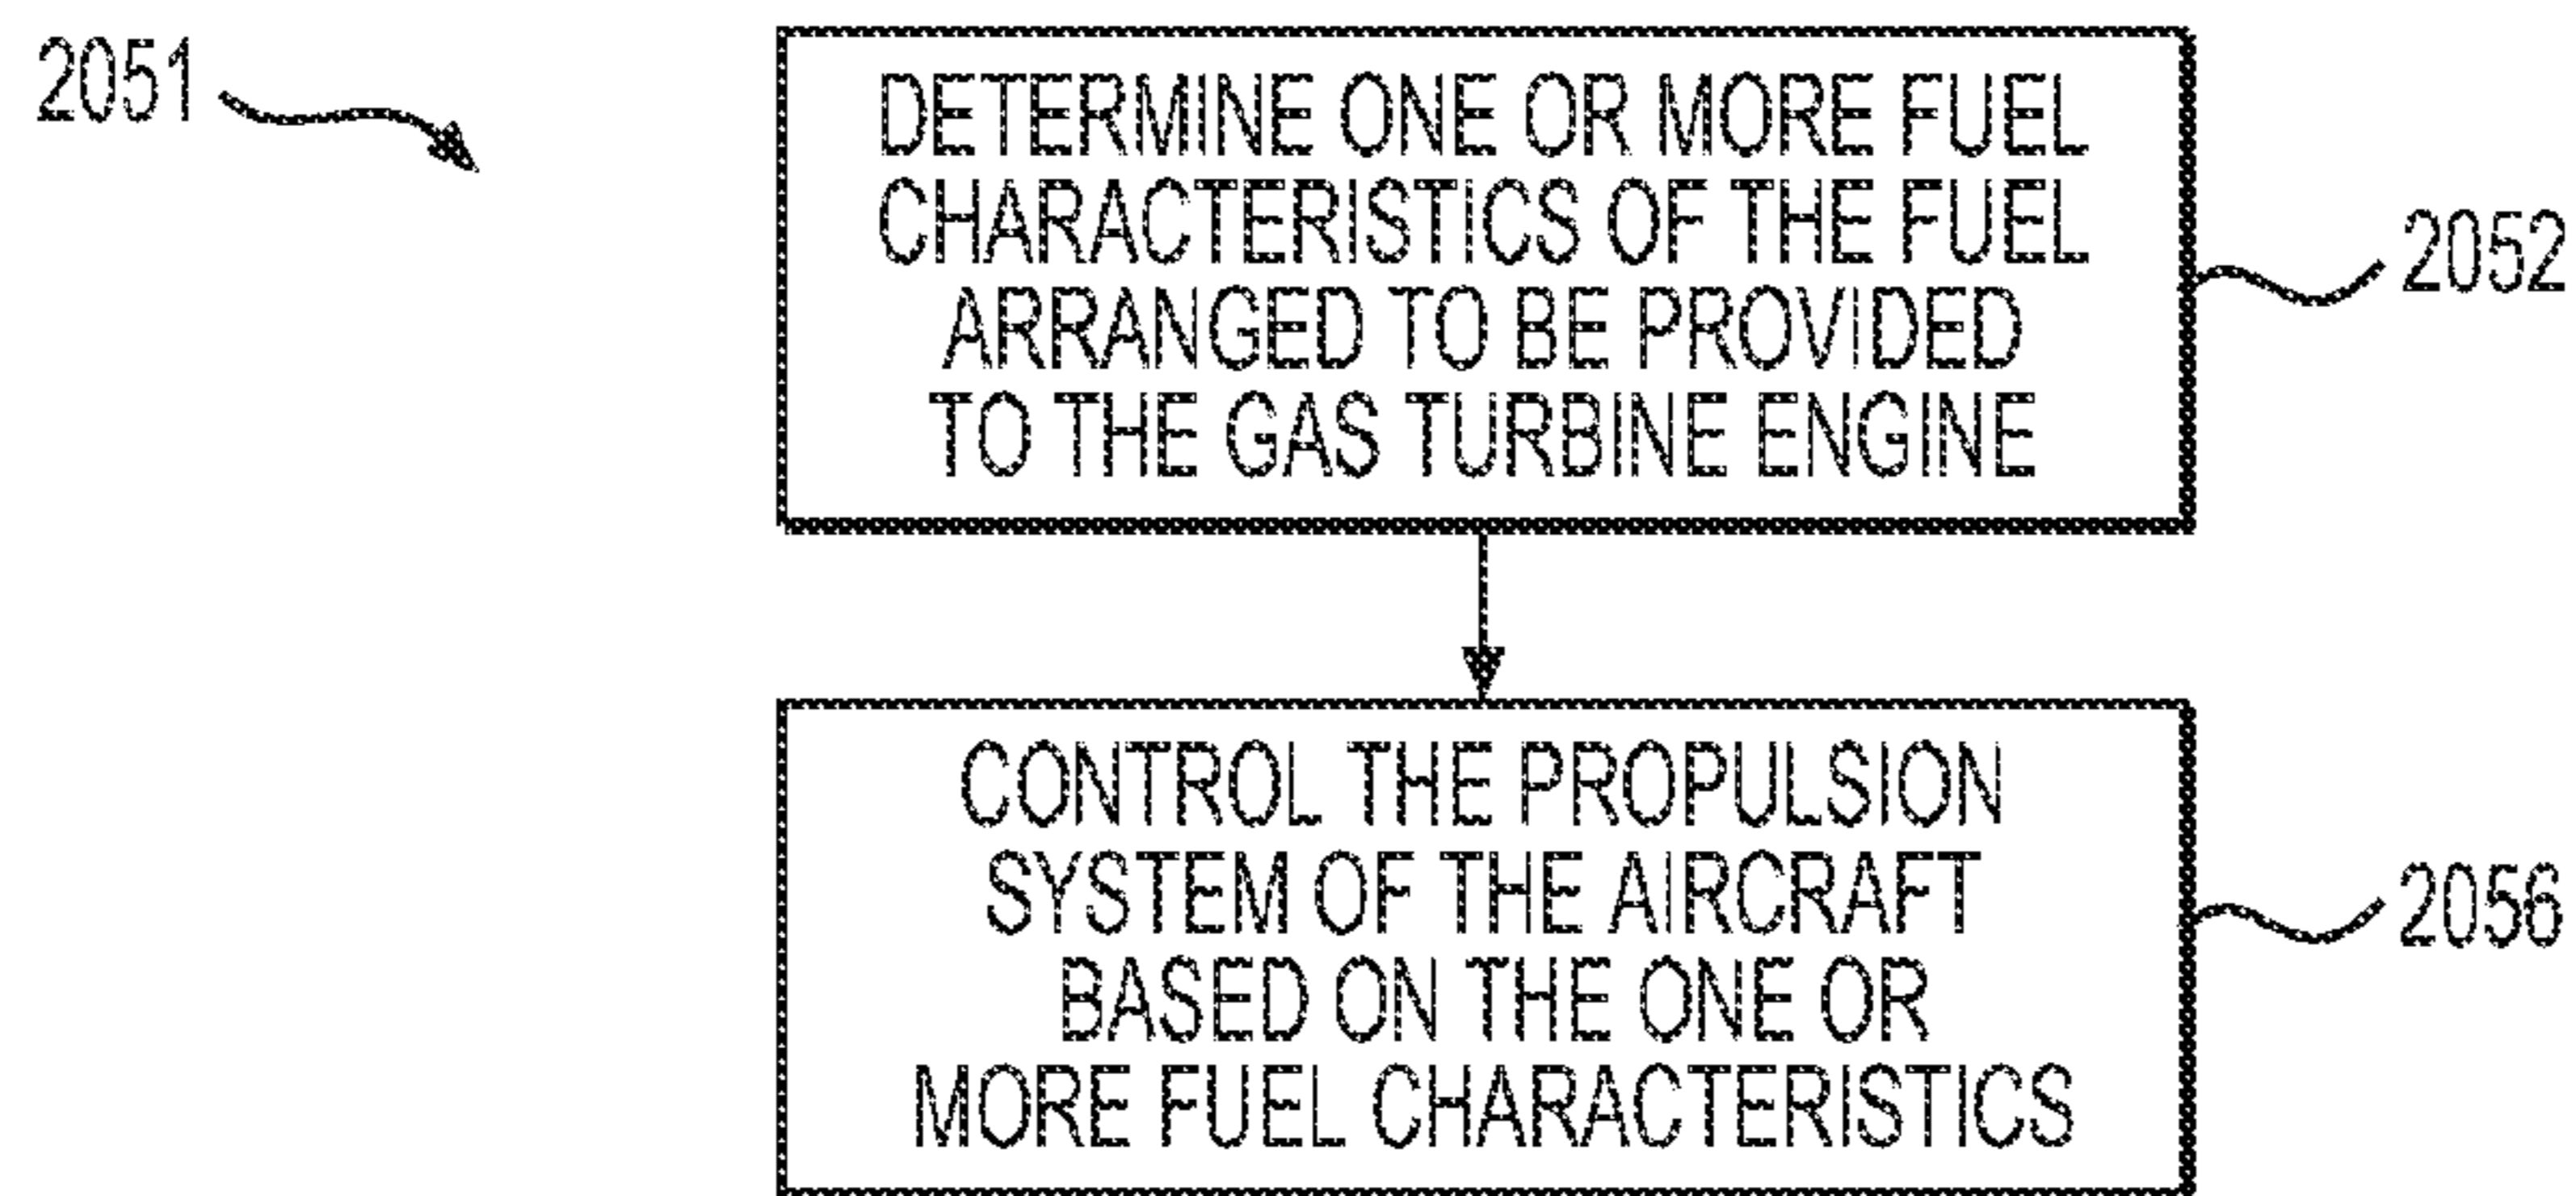 2051
DETERMINE ONE OR MORE FUEL
CHARACTERISTICS OF THE FUEL
ARRANGED TO BE PROVIDED
TO THE GAS TURBINE ENGINE
2052
CONTROL THE PROPULSION
SYSTEM OF THE AIRCRAFT
BASED ON THE ONE OR
MORE FUEL CHARACTERISTICS
2056